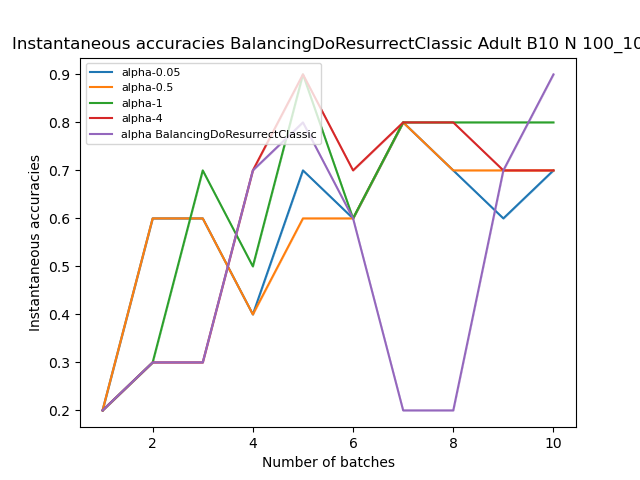 Instantaneous accuracies BalancingDoResurrectClassic Adult B10 N 100_10
alpha-0.05
alpha-0.5
alpha-1
alpha-4
alpha BalancingDoResurrectClassic
Instantaneous accuracies
0.9
0.8
0.7
0.6
0.5
0.4
0.3
0.2
2 4 6 8 10
Number of batches